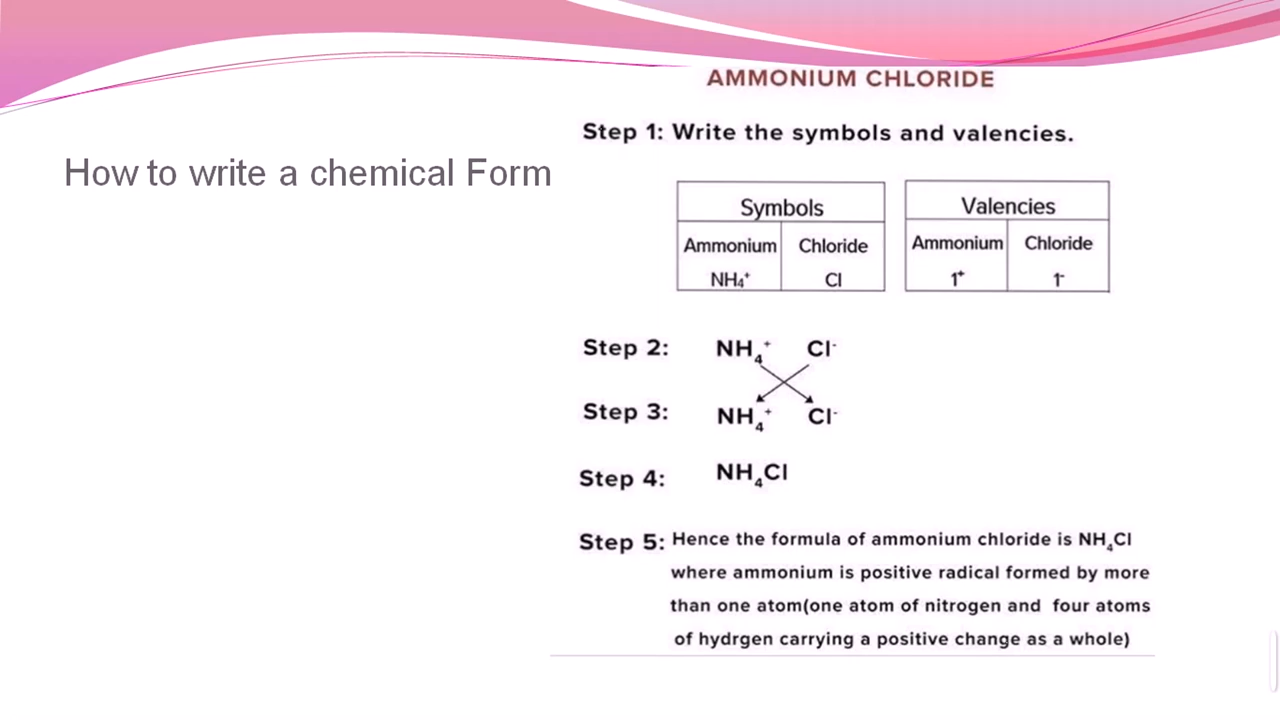 AMMONIUM CHLORIDE
Step 1: Write the symbols and valencies.
How to write a chemical Form
Symbols
Ammonium Chloride
NH₄⁺ Cl
Valencies
Ammonium Chloride
1⁺ 1⁻
Step 2: NH₄⁺ Cl⁻
Step 3: NH₄⁺ Cl⁻
Step 4: NH₄Cl
Step 5: Hence the formula of ammonium chloride is NH₄Cl
where ammonium is positive radical formed by more
than one atom(one atom of nitrogen and four atoms
of hydrgen carrying a positive change as a whole)